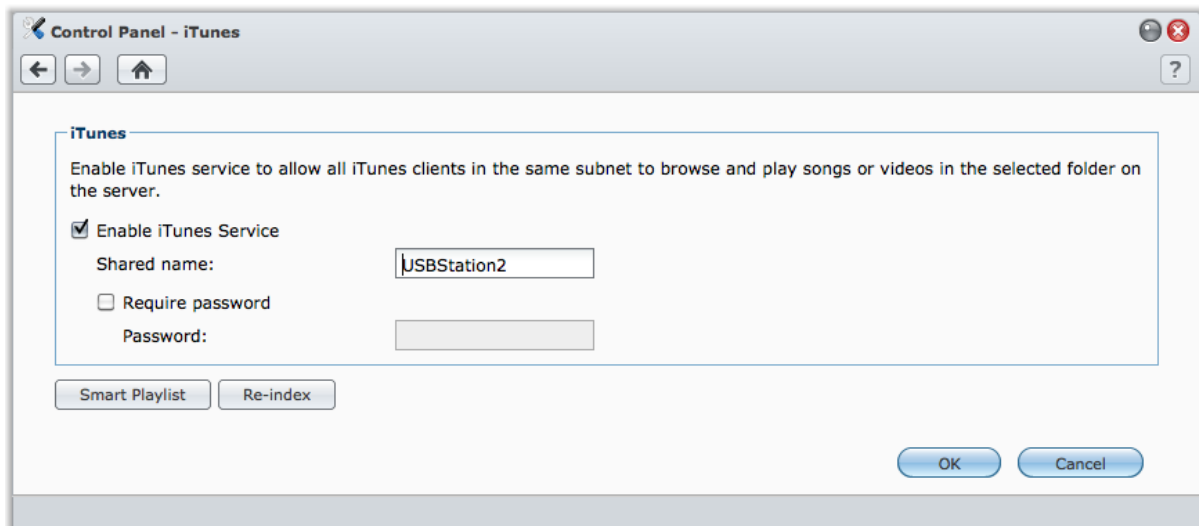 Control Panel - iTunes
?
iTunes
Enable iTunes service to allow all iTunes clients in the same subnet to browse and play songs or videos in the selected folder on
the server.
Enable iTunes Service
Shared name: USBStation2
Require password
Password:
Smart Playlist Re-index
OK Cancel